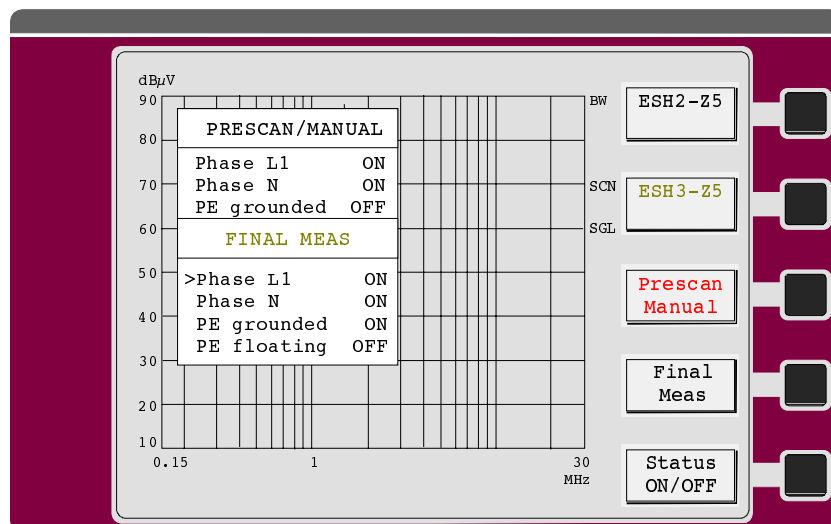 dBµV
90
80
70
60
50
40
30
20
10
0.15
1
30
MHz
BW
SCN
SGL
PRESCAN/MANUAL
Phase L1 ON
Phase N ON
PE grounded OFF
FINAL MEAS
>Phase L1 ON
Phase N ON
PE grounded ON
PE floating OFF
ESH2-Z5
ESH3-Z5
Prescan
Manual
Final
Meas
Status
ON/OFF